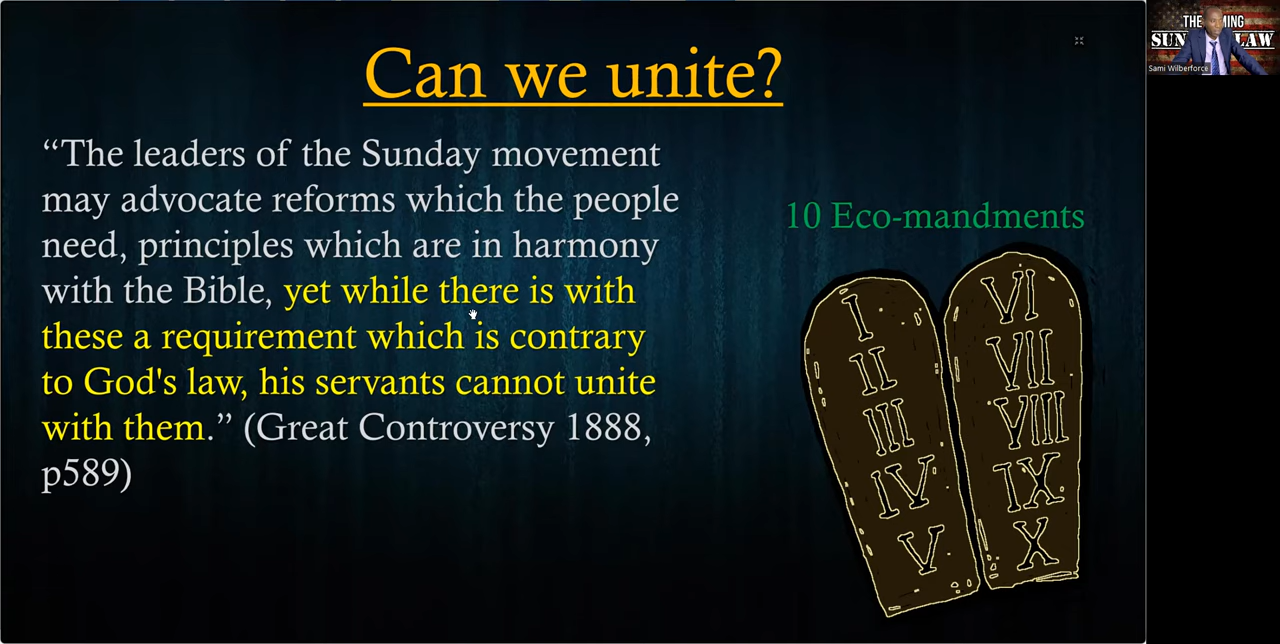 Can we unite?
“The leaders of the Sunday movement
may advocate reforms which the people
need, principles which are in harmony
with the Bible, yet while there is with
these a requirement which is contrary
to God's law, his servants cannot unite
with them.” (Great Controversy 1888,
p589)
10 Eco-mandments
I
II
III
IV
V
VI
VII
VIII
IX
X
THE MING
SUN LAW
Sami Wilberforce